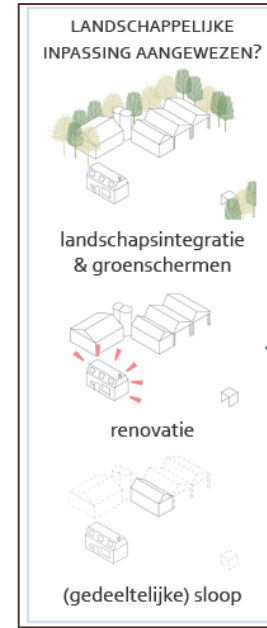 LANDSCHAPPELIJKE
INPASSING AANGEWEZEN?
landschapsintegratie
& groenschermen
renovatie
(gedeeltelijke) sloop